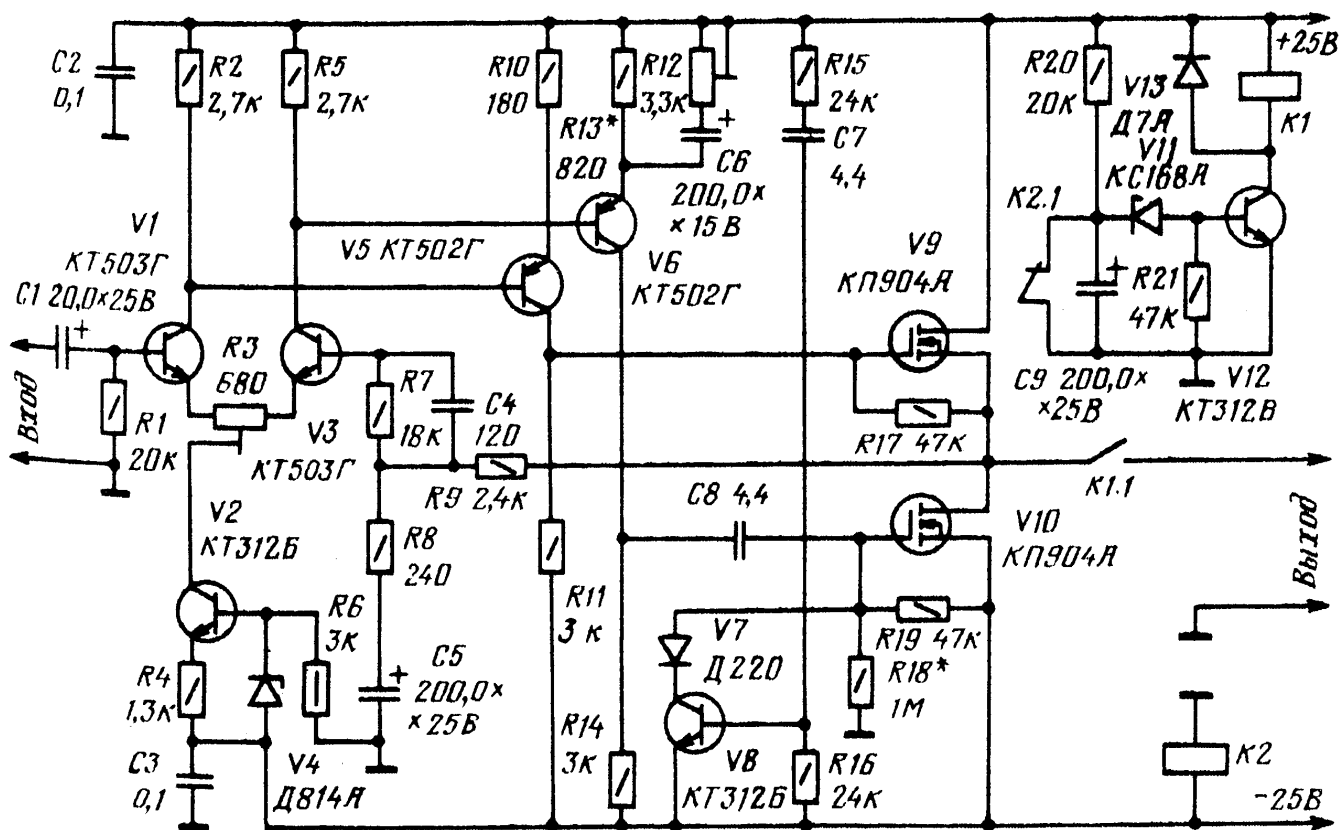 +25В
C2
0,1
R2
2,7к
R5
2,7к
R10
180
R12
3,3к
R13*
820
C6
200,0×
×15В
R15
24к
C7
4,4
R20
20к
V13
Д7А
V11
КС168А
К1
К2.1
V1
КТ503Г
V5 КТ502Г
V6
КТ502Г
V9
КП904А
C1 20,0×25В
R21
47к
Вход
R1
20к
R3
680
V3
КТ503Г
R7
18к
C4
120
R9 2,4к
R17 47к
C9 200,0×
×25В
V12
КТ312В
К1.1
C8 4,4
V10
КП904А
Выход
V2
КТ312Б
R8
240
R4
1,3к
R6
3к
C5
200,0×
×25В
R11
3 к
V7
Д220
R19 47к
R18*
1М
C3
0,1
V4
Д814А
R14
3к
V8
КТ312Б
R16
24к
К2
-25В